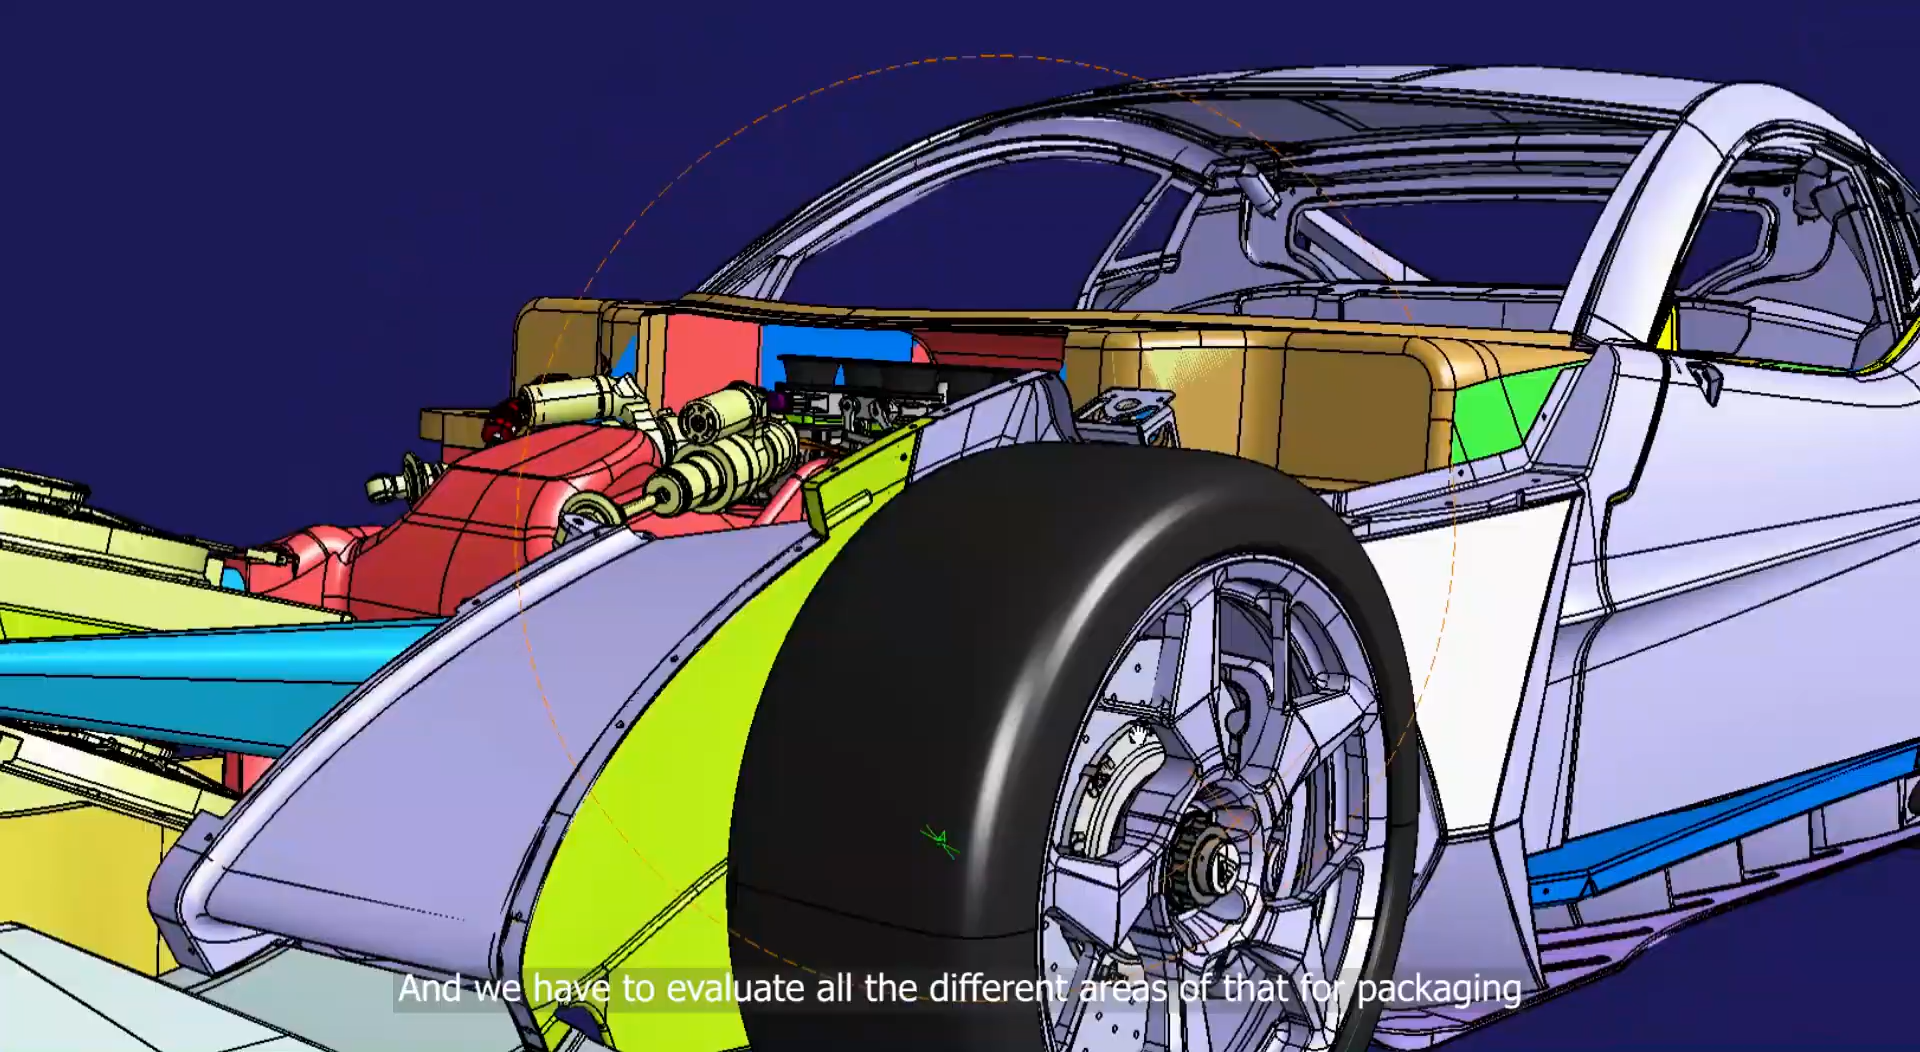 And we have to evaluate all the different areas of that for packaging